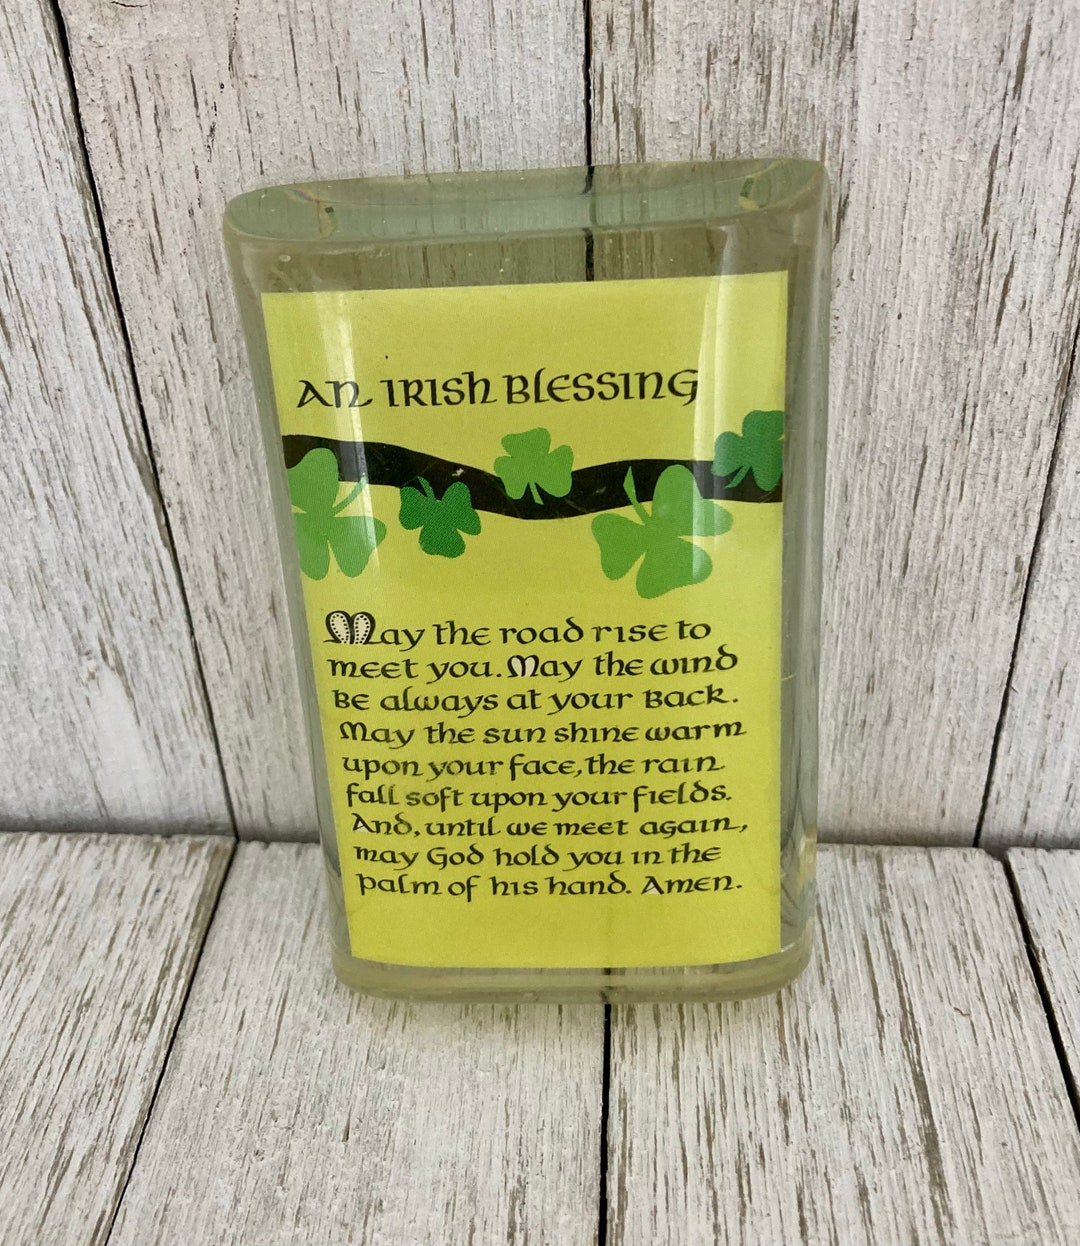 An Irish Blessing
May the road rise to
meet you. May the wind
Be always at your Back.
May the sun shine warm
upon your face, the rain
fall soft upon your fields.
And, until we meet again,
may God hold you in the
palm of his hand. Amen.